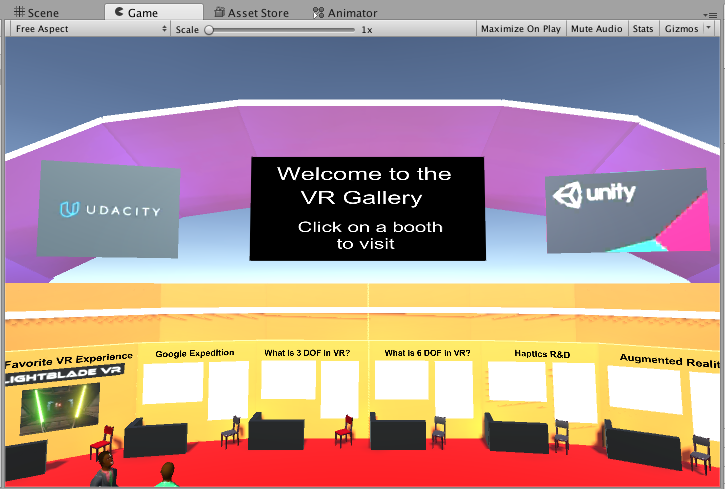 Scene
Game
Asset Store
Animator
Free Aspect
Scale
1x
Maximize On Play
Mute Audio
Stats
Gizmos
UDACITY
Welcome to the
VR Gallery
Click on a booth
to visit
unity
Favorite VR Experience
LIGHTBLADE VR
Google Expedition
What is 3 DOF in VR?
What is 6 DOF in VR?
Haptics R&D
Augmented Realit